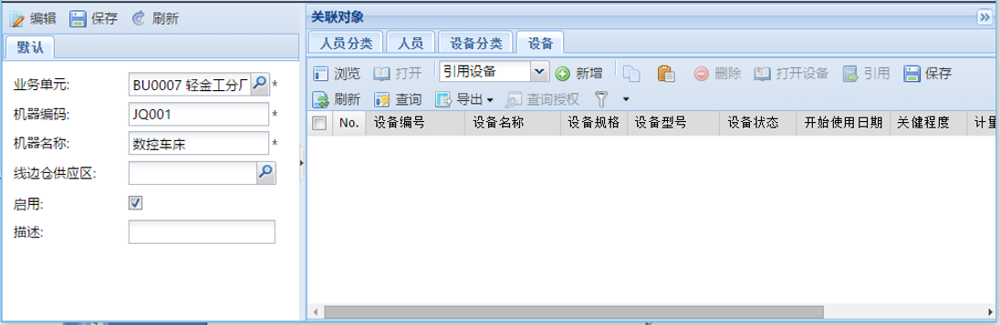 编辑 保存 刷新
默认
业务单元: BU0007 轻金工分厂 *
机器编码: JQ001 *
机器名称: 数控车床 *
线边仓供应区:
启用:
描述:
关联对象
人员分类 人员 设备分类 设备
浏览 打开 引用设备 新增 删除 打开设备 引用 保存
刷新 查询 导出 查询授权
No. 设备编号 设备名称 设备规格 设备型号 设备状态 开始使用日期 关健程度 计量